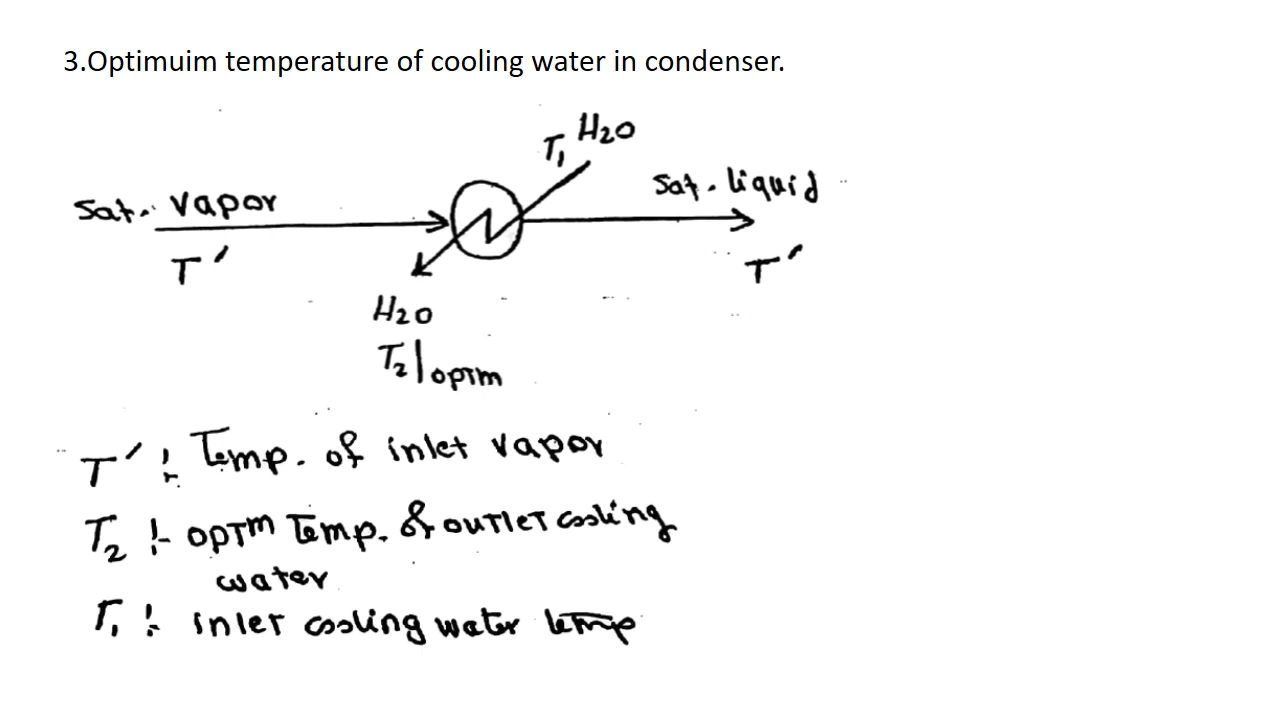 3.Optimuim temperature of cooling water in condenser.
T₁ H₂O
Sat. liquid
Sat. vapor
T′
T′
H₂O
T₂|optm
T′ :- Temp. of inlet vapor
T₂ :- optm Temp. of outlet cooling
water
T₁ :- inlet cooling water temp